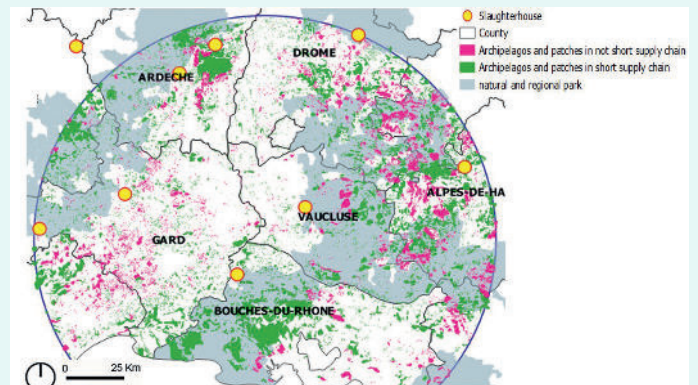 Slaughterhouse
County
Archipelagos and patches in not short supply chain
Archipelagos and patches in short supply chain
natural and regional park
DROME
ARDECHE
ALPES-DE-HA
VAUCLUSE
GARD
BOUCHES-DU-RHONE
0 25 Km